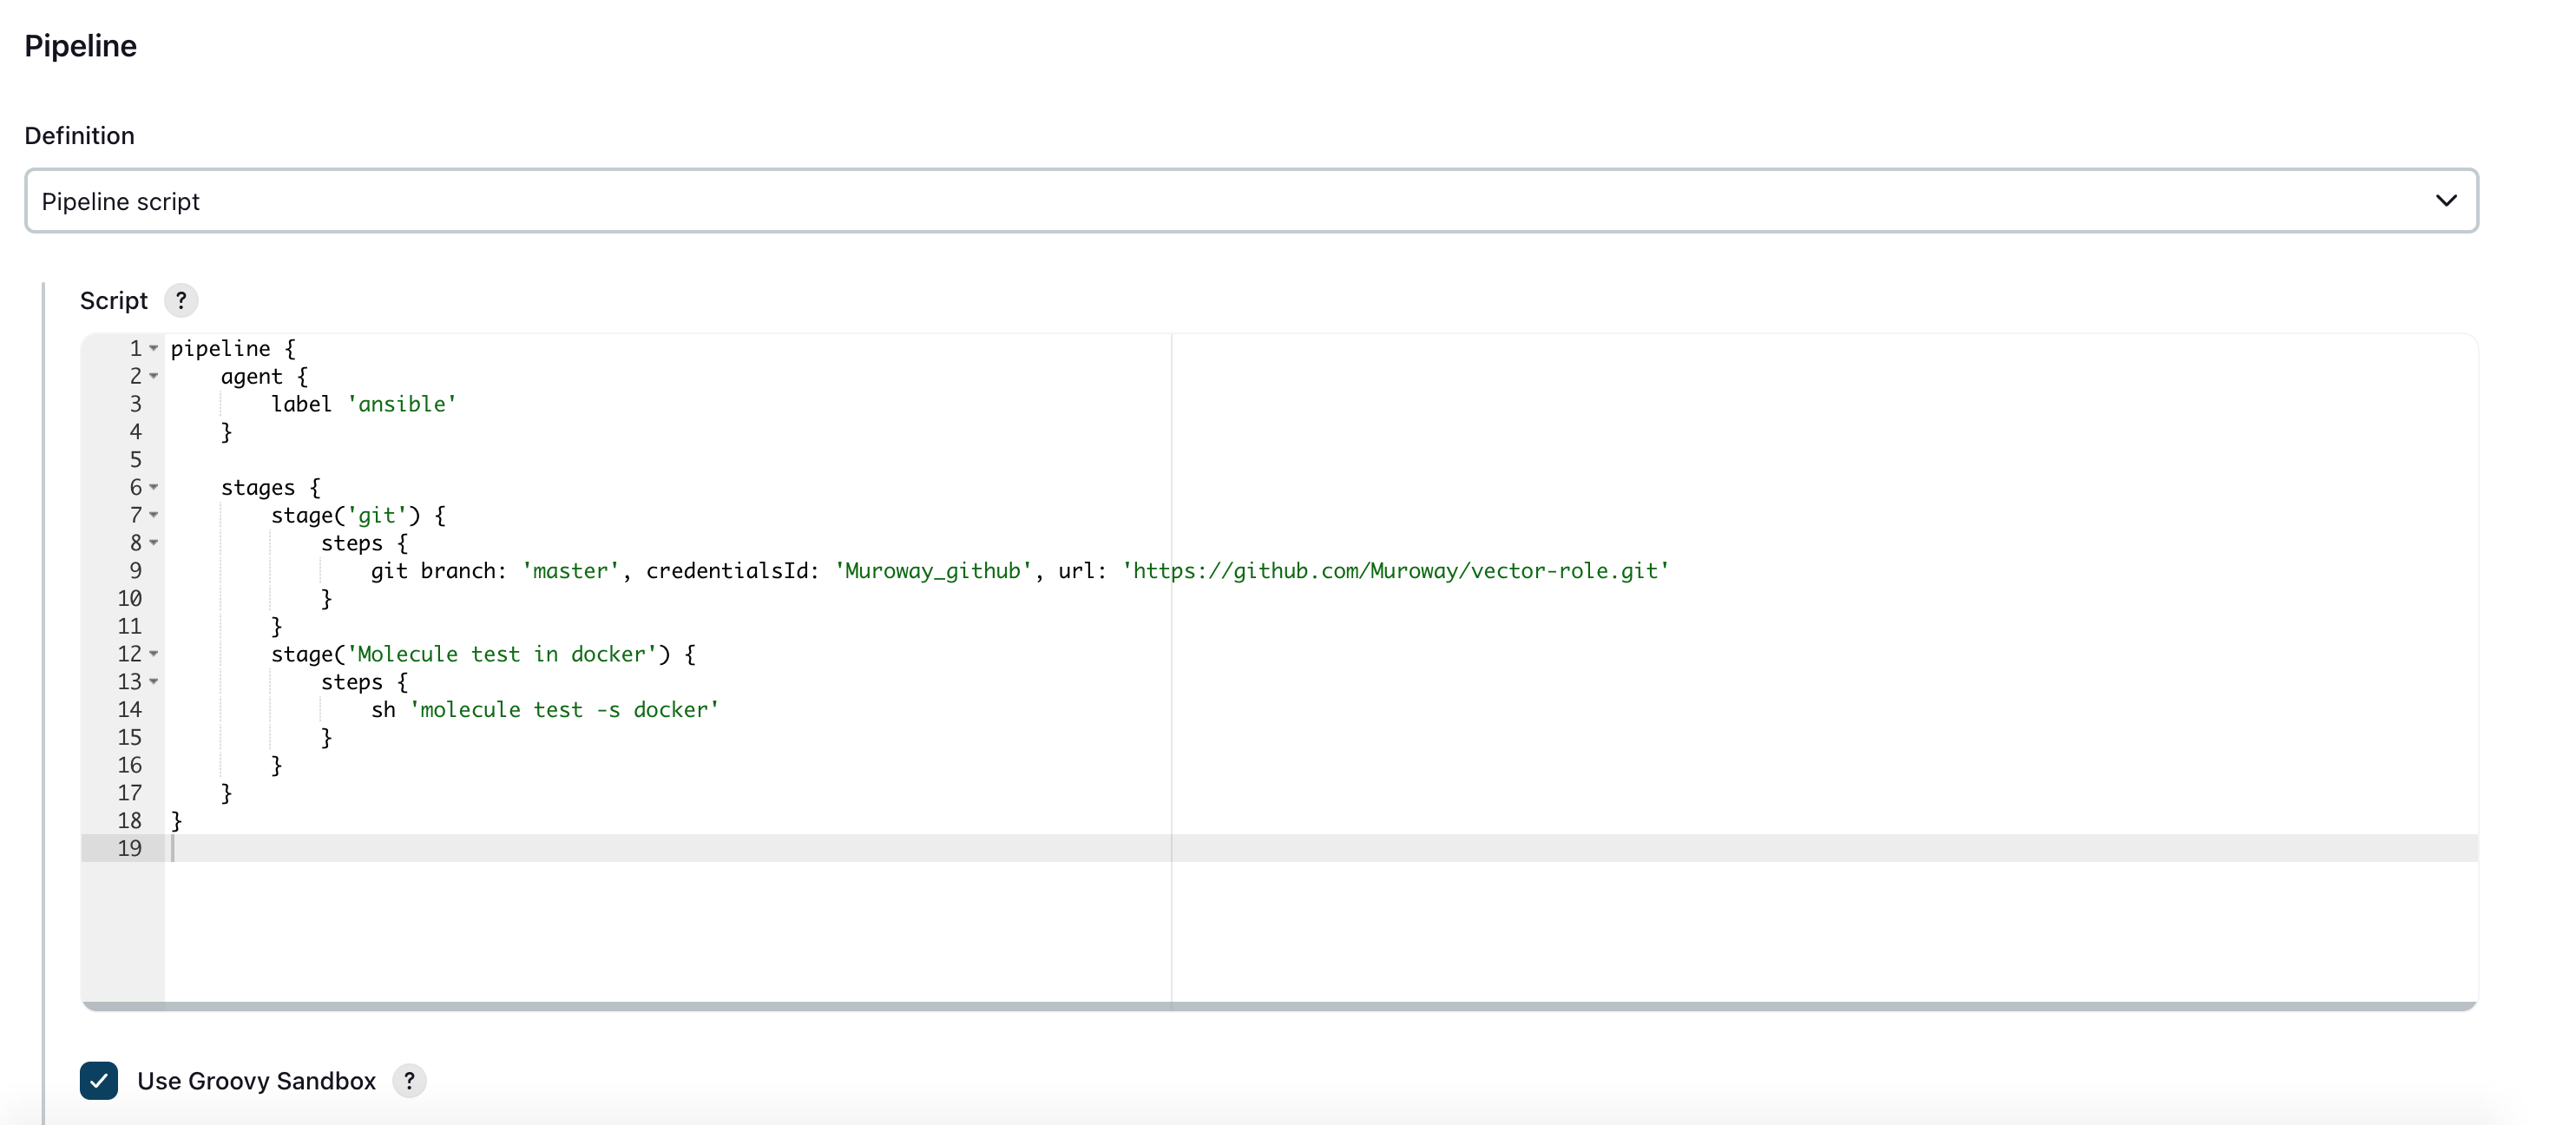 Pipeline
Definition
Pipeline script
Script ?
1 pipeline {
2     agent {
3         label 'ansible'
4     }
5
6     stages {
7         stage('git') {
8             steps {
9                 git branch: 'master', credentialsId: 'Muroway_github', url: 'https://github.com/Muroway/vector-role.git'
10             }
11         }
12         stage('Molecule test in docker') {
13             steps {
14                 sh 'molecule test -s docker'
15             }
16         }
17     }
18 }
19
Use Groovy Sandbox ?